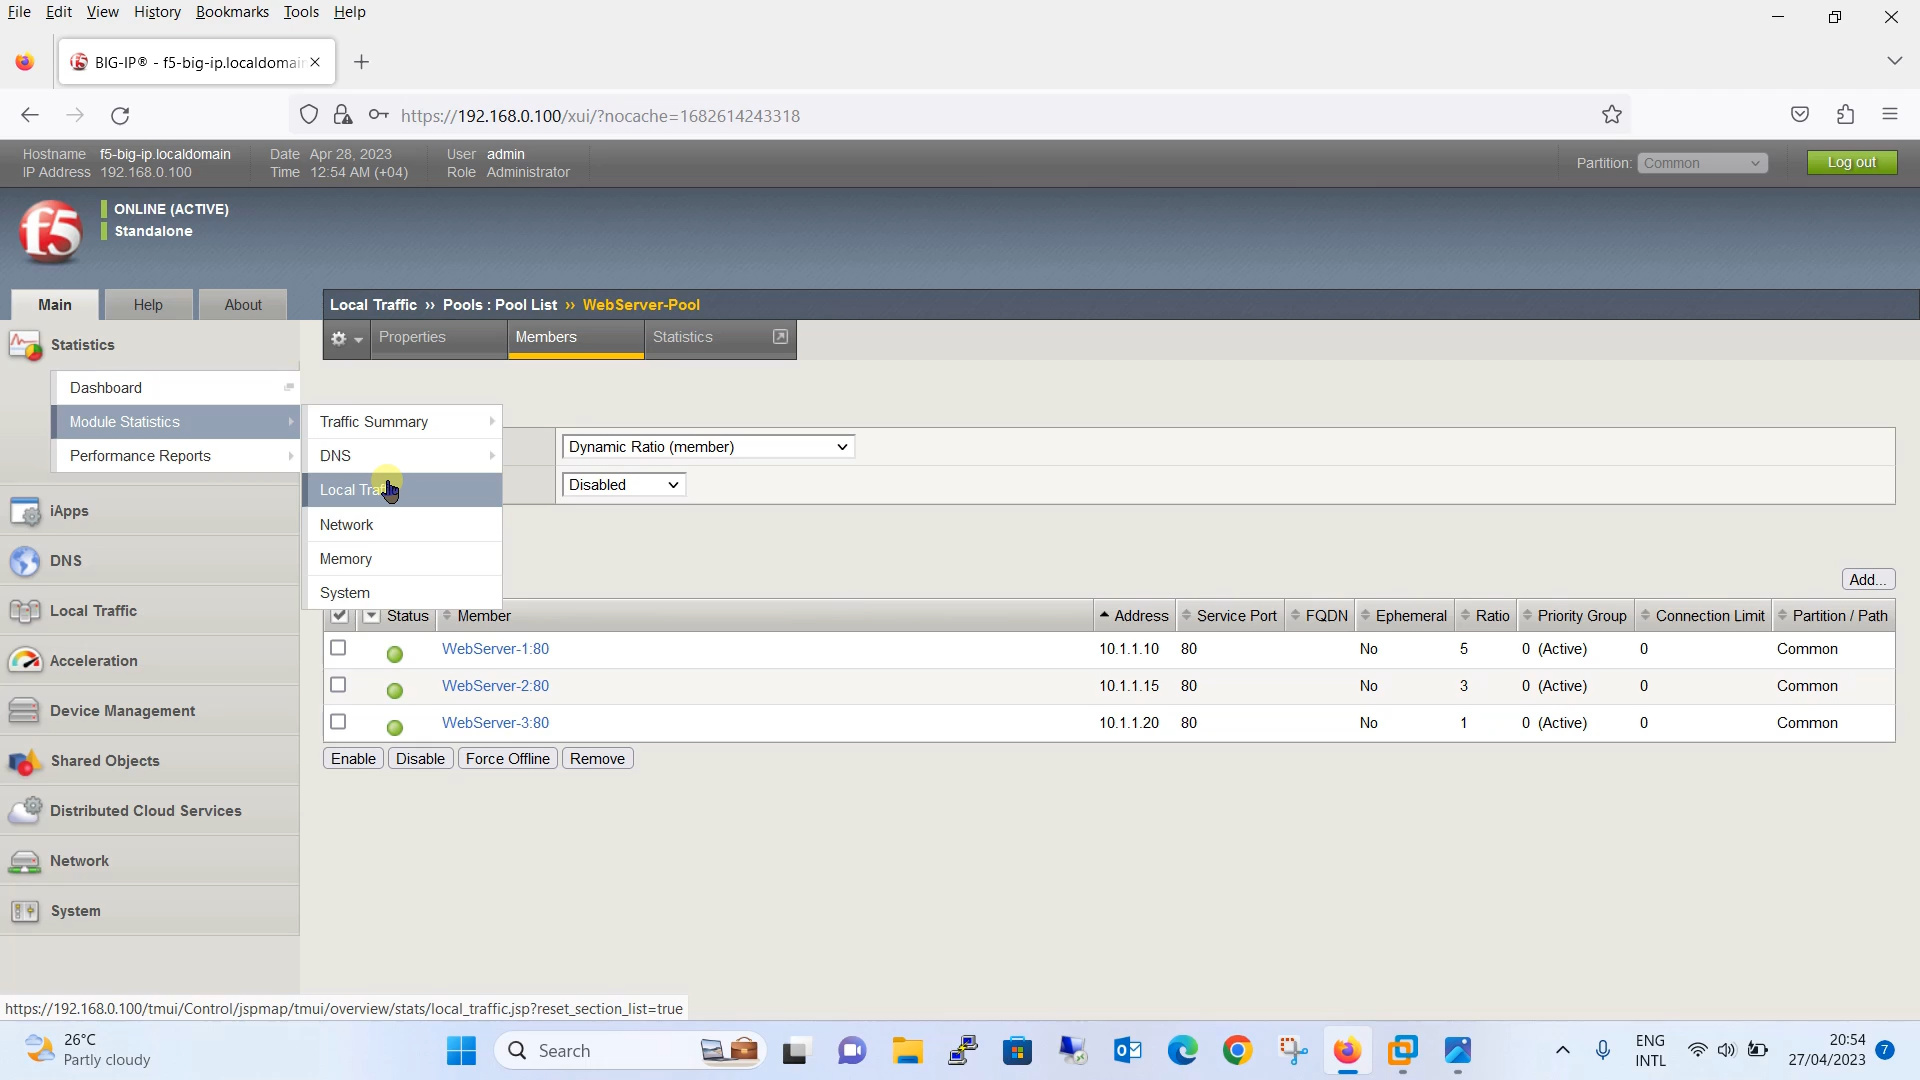 File Edit View History Bookmarks Tools Help
BIG-IP® - f5-big-ip.localdomai
https://192.168.0.100/xui/?nocache=1682614243318
Hostname f5-big-ip.localdomain Date Apr 28, 2023 User admin
IP Address 192.168.0.100 Time 12:54 AM (+04) Role Administrator
Partition: Common Log out
f5
ONLINE (ACTIVE)
Standalone
Main Help About
Local Traffic ›› Pools : Pool List ›› WebServer-Pool
Properties Members Statistics
Statistics
Dashboard
Module Statistics
Performance Reports
Traffic Summary
DNS
Local Traffic
Network
Memory
System
Dynamic Ratio (member)
Disabled
iApps
DNS
Local Traffic
Acceleration
Device Management
Shared Objects
Distributed Cloud Services
Network
System
Add...
Status Member Address Service Port FQDN Ephemeral Ratio Priority Group Connection Limit Partition / Path
WebServer-1:80 10.1.1.10 80 No 5 0 (Active) 0 Common
WebServer-2:80 10.1.1.15 80 No 3 0 (Active) 0 Common
WebServer-3:80 10.1.1.20 80 No 1 0 (Active) 0 Common
Enable Disable Force Offline Remove
https://192.168.0.100/tmui/Control/jspmap/tmui/overview/stats/local_traffic.jsp?reset_section_list=true
26°C
Partly cloudy
Search
ENG
INTL
20:54
27/04/2023
7